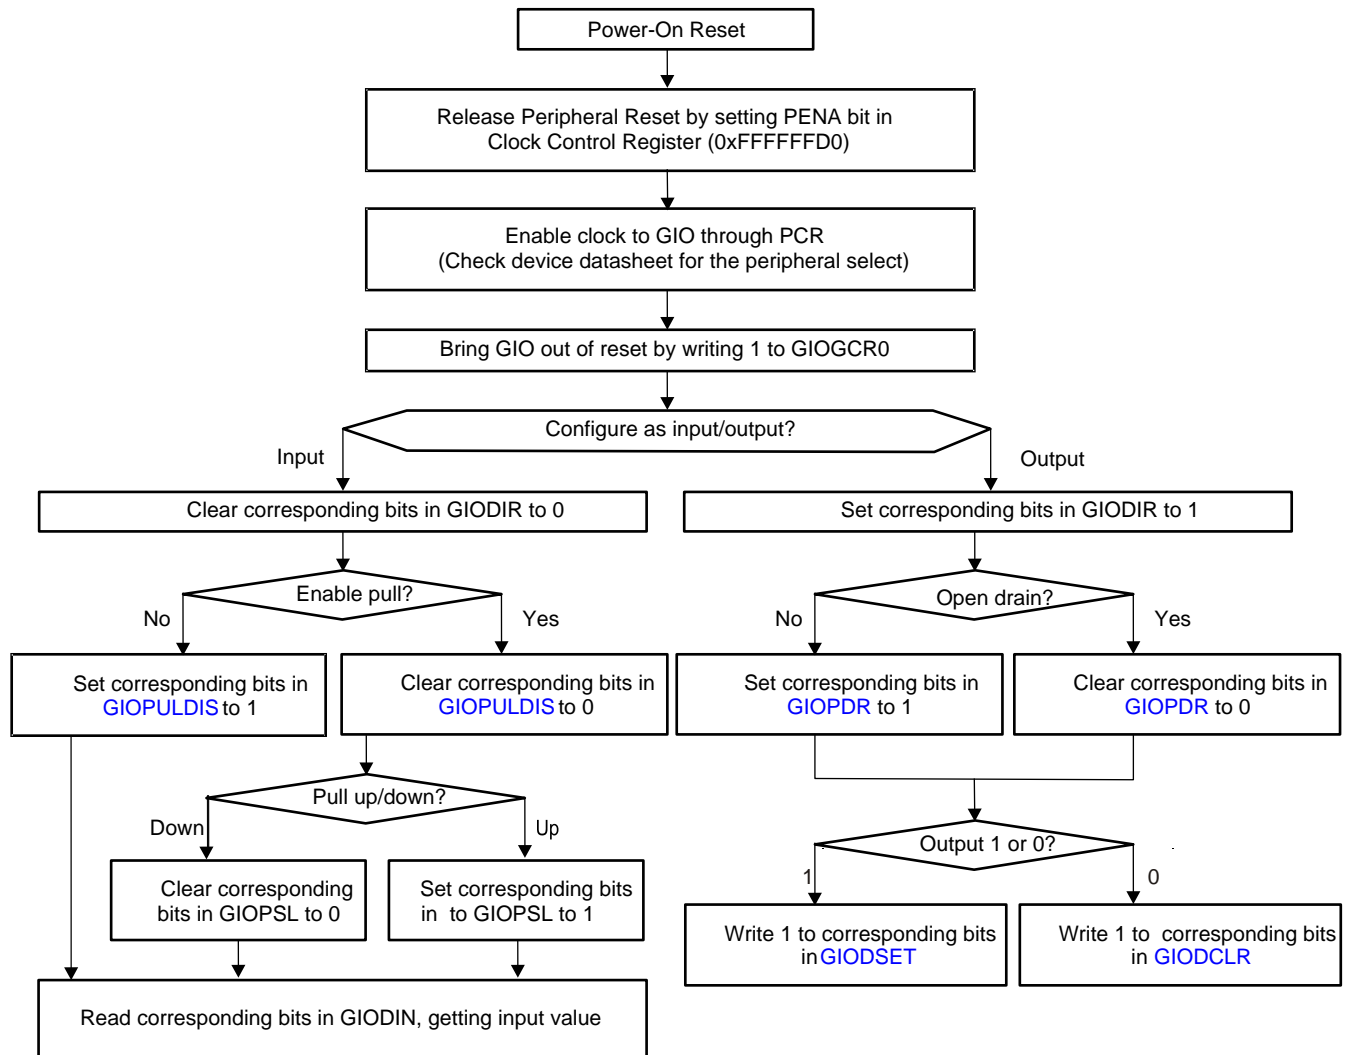 Power-On Reset
Release Peripheral Reset by setting PENA bit in
Clock Control Register (0xFFFFFFD0)
Enable clock to GIO through PCR
(Check device datasheet for the peripheral select)
Bring GIO out of reset by writing 1 to GIOGCR0
Configure as input/output?
Input
Output
Clear corresponding bits in GIODIR to 0
Set corresponding bits in GIODIR to 1
Enable pull?
Open drain?
No
Yes
No
Yes
Set corresponding bits in
GIOPULDIS to 1
Clear corresponding bits in
GIOPULDIS to 0
Set corresponding bits in
GIOPDR to 1
Clear corresponding bits in
GIOPDR to 0
Pull up/down?
Down
Up
Output 1 or 0?
1
0
Clear corresponding
bits in GIOPSL to 0
Set corresponding bits
in to GIOPSL to 1
Write 1 to corresponding bits
in GIODSET
Write 1 to corresponding bits
in GIODCLR
Read corresponding bits in GIODIN, getting input value